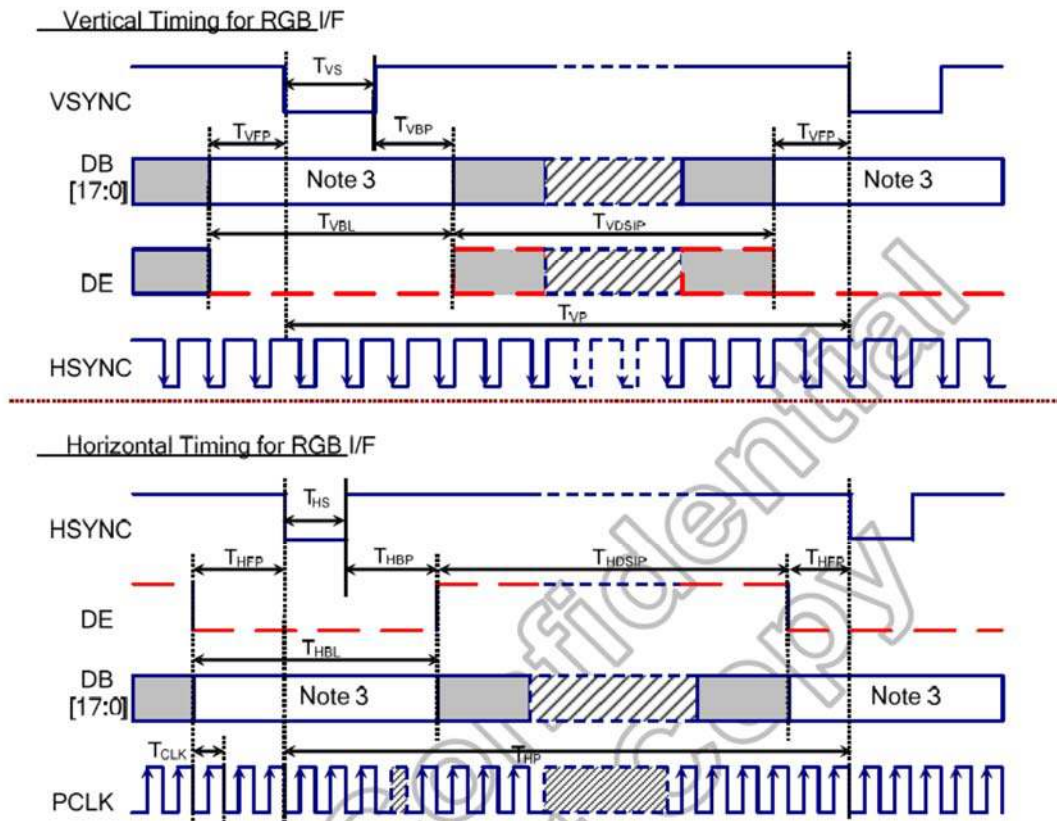 Vertical Timing for RGB I/F
VSYNC
TVS
TVFP
TVBP
TVFP
DB
[17:0]
Note 3
Note 3
TVBL
TVDSIP
DE
TVP
HSYNC
Horizontal Timing for RGB I/F
HSYNC
THS
THFP
THBP
THDSIP
THFP
DE
THBL
DB
[17:0]
Note 3
Note 3
TCLK
THP
PCLK
Confidential
copy